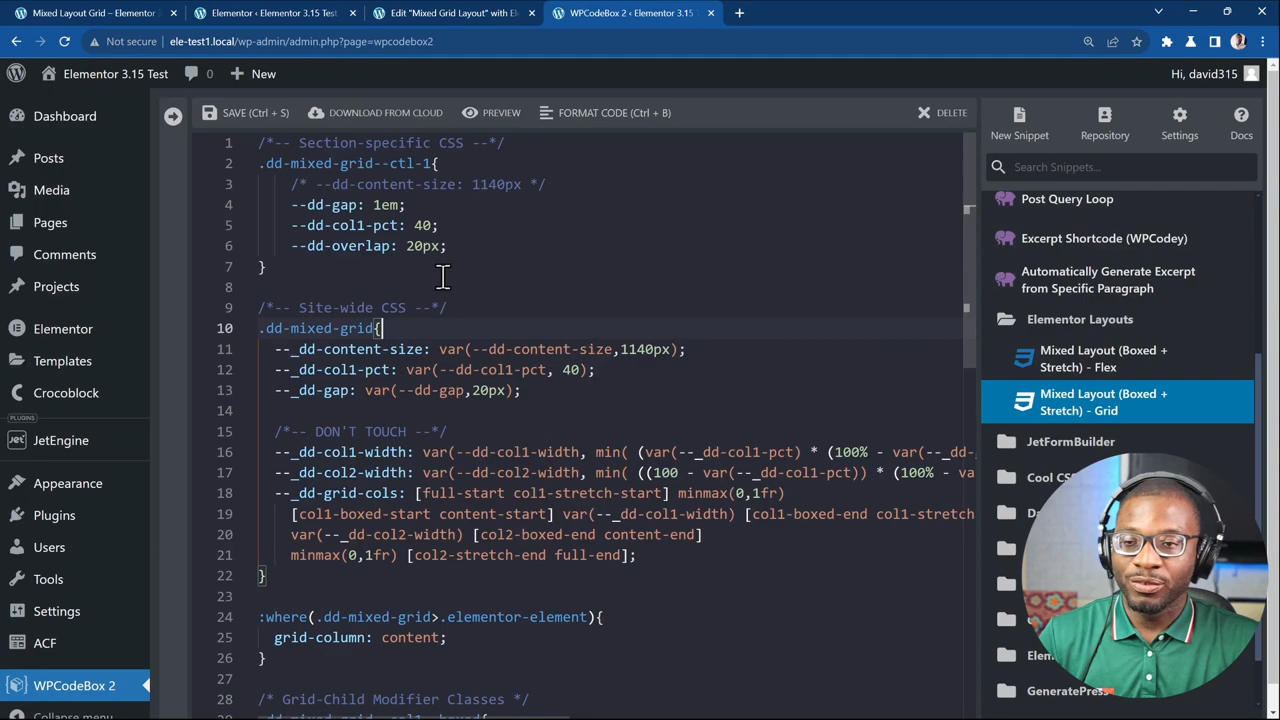 Mixed Layout Grid – Elementor
Elementor ‹ Elementor 3.15 Test
Edit "Mixed Grid Layout" with El
WPCodeBox 2 ‹ Elementor 3.15
Not secure
ele-test1.local/wp-admin/admin.php?page=wpcodebox2
Elementor 3.15 Test
0
New
Hi, david315
Dashboard
Posts
Media
Pages
Comments
Projects
Elementor
Templates
Crocoblock
PLUGINS
JetEngine
Appearance
Plugins
Users
Tools
Settings
ACF
WPCodeBox 2
Collapse menu
SAVE (Ctrl + S)
DOWNLOAD FROM CLOUD
PREVIEW
FORMAT CODE (Ctrl + B)
DELETE
1 /*-- Section-specific CSS --*/
2 .dd-mixed-grid--ctl-1{
3 /* --dd-content-size: 1140px */
4 --dd-gap: 1em;
5 --dd-col1-pct: 40;
6 --dd-overlap: 20px;
7 }
8
9 /*-- Site-wide CSS --*/
10 .dd-mixed-grid{
11 --_dd-content-size: var(--dd-content-size,1140px);
12 --_dd-col1-pct: var(--dd-col1-pct, 40);
13 --_dd-gap: var(--dd-gap,20px);
14
15 /*-- DON'T TOUCH --*/
16 --_dd-col1-width: var(--dd-col1-width, min( (var(--_dd-col1-pct) * (100% - var(--_dd-g
17 --_dd-col2-width: var(--dd-col2-width, min( ((100 - var(--_dd-col1-pct)) * (100% - va
18 --_dd-grid-cols: [full-start col1-stretch-start] minmax(0,1fr)
19 [col1-boxed-start content-start] var(--_dd-col1-width) [col1-boxed-end col1-stretch
20 var(--_dd-col2-width) [col2-boxed-end content-end]
21 minmax(0,1fr) [col2-stretch-end full-end];
22 }
24 :where(.dd-mixed-grid>.elementor-element){
25 grid-column: content;
26 }
28 /* Grid-Child Modifier Classes */
New Snippet
Repository
Settings
Docs
Search Snippets...
Post Query Loop
Excerpt Shortcode (WPCodey)
Automatically Generate Excerpt
from Specific Paragraph
Elementor Layouts
Mixed Layout (Boxed +
Stretch) - Flex
Mixed Layout (Boxed +
Stretch) - Grid
JetFormBuilder
Cool CSS
GeneratePress